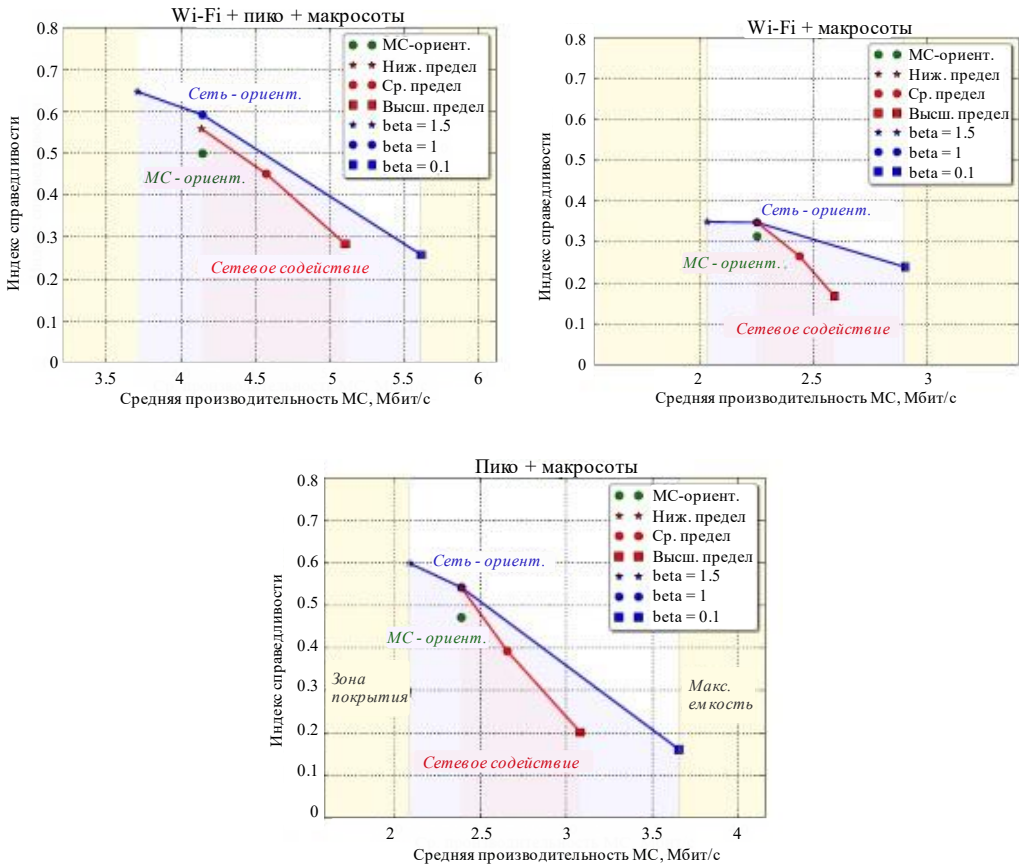 Wi-Fi + пико + макросоты
0.8
0.7
0.6
0.5
0.4
0.3
0.2
0.1
0
Индекс справедливости
МС-ориент.
Ниж. предел
Ср. предел
Высш. предел
beta = 1.5
beta = 1
beta = 0.1
Сеть - ориент.
МС - ориент.
Сетевое содействие
3.5 4 4.5 5 5.5 6
Средняя производительность МС, Мбит/с
Wi-Fi + макросоты
0.8
0.7
0.6
0.5
0.4
0.3
0.2
0.1
0
Индекс справедливости
МС-ориент.
Ниж. предел
Ср. предел
Высш. предел
beta = 1.5
beta = 1
beta = 0.1
Сеть - ориент.
МС - ориент.
Сетевое содействие
2 2.5 3
Средняя производительность МС, Мбит/с
Пико + макросоты
0.8
0.7
0.6
0.5
0.4
0.3
0.2
0.1
0
Индекс справедливости
МС-ориент.
Ниж. предел
Ср. предел
Высш. предел
beta = 1.5
beta = 1
beta = 0.1
Сеть - ориент.
МС - ориент.
Зона
покрытия
Макс.
емкость
Сетевое содействие
2 2.5 3 3.5 4
Средняя производительность МС, Мбит/с